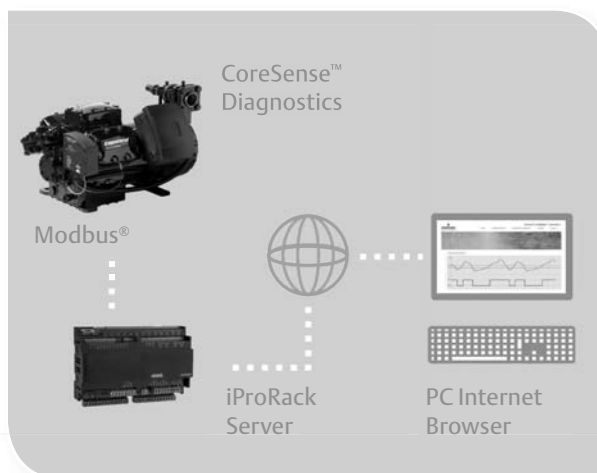 CoreSense™
Diagnostics
Modbus®
iProRack
Server
PC Internet
Browser